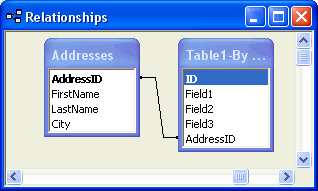 Relationships
Addresses
AddressID
FirstName
LastName
City
Table1-By ...
ID
Field1
Field2
Field3
AddressID